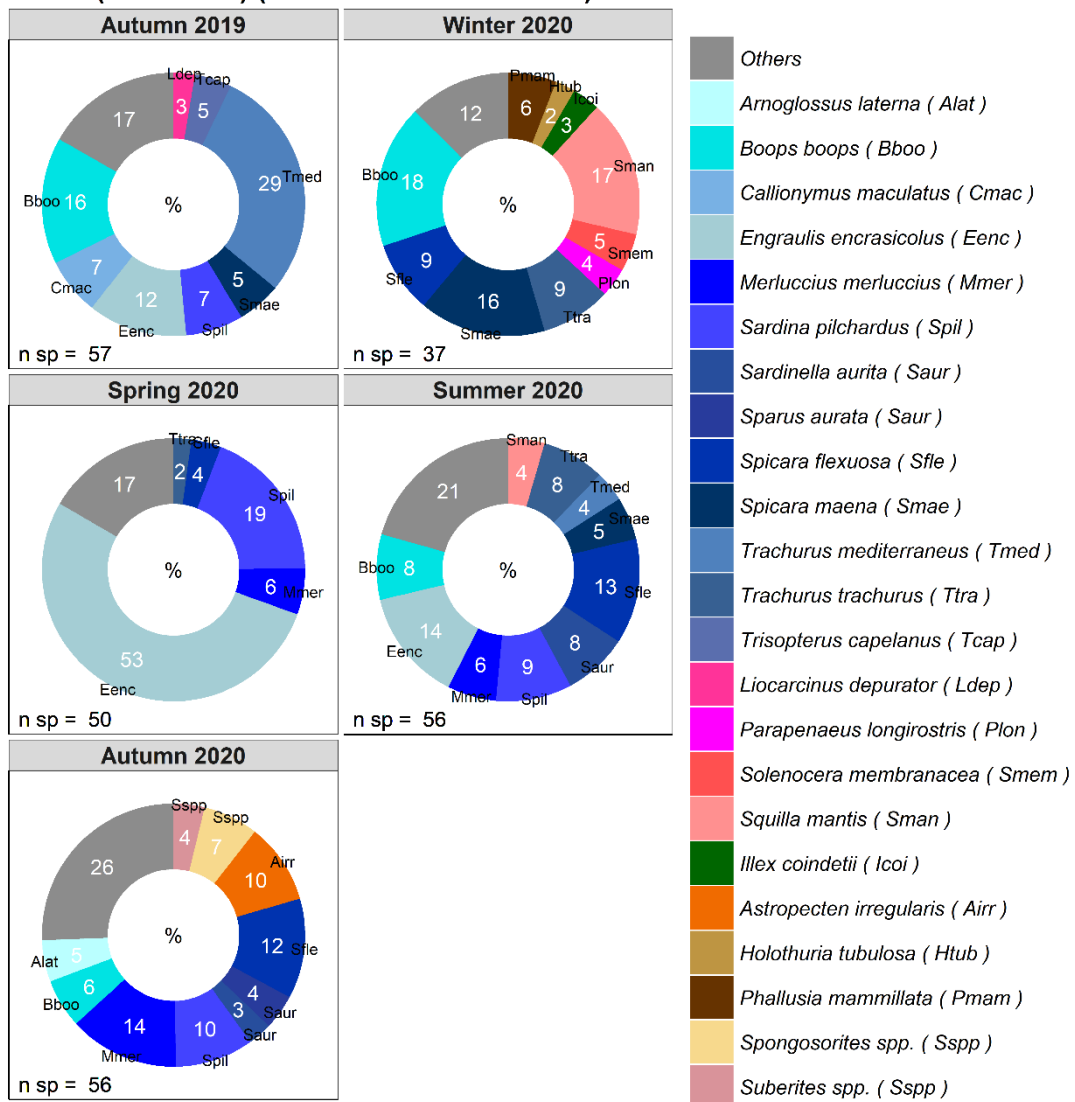 Autumn 2019
Ldep
Tcap
3
5
17
29
Tmed
Bboo
16
%
7
5
Cmac
12
7
Smae
Eenc
Spil
n sp = 57
Winter 2020
Pmam
Htub
Icoi
6
2
3
12
17
Sman
Bboo
18
%
5
Smem
9
4
Plon
Sfle
16
9
Ttra
Smae
n sp = 37
Spring 2020
Ttra
Sfle
2
4
17
Spil
19
%
6
Mmer
53
Eenc
n sp = 50
Summer 2020
Sman
Ttra
4
8
Tmed
21
4
Smae
5
Bboo
8
%
13
Sfle
14
8
Eenc
6
9
Saur
Mmer
Spil
n sp = 56
Autumn 2020
Sspp
Sspp
4
7
Airr
26
10
%
12
Sfle
5
Alat
6
4
Bboo
3
Saur
14
10
Saur
Mmer
Spil
n sp = 56
Others
Arnoglossus laterna ( Alat )
Boops boops ( Bboo )
Callionymus maculatus ( Cmac )
Engraulis encrasicolus ( Eenc )
Merluccius merluccius ( Mmer )
Sardina pilchardus ( Spil )
Sardinella aurita ( Saur )
Sparus aurata ( Saur )
Spicara flexuosa ( Sfle )
Spicara maena ( Smae )
Trachurus mediterraneus ( Tmed )
Trachurus trachurus ( Ttra )
Trisopterus capelanus ( Tcap )
Liocarcinus depurator ( Ldep )
Parapenaeus longirostris ( Plon )
Solenocera membranacea ( Smem )
Squilla mantis ( Sman )
Illex coindetii ( Icoi )
Astropecten irregularis ( Airr )
Holothuria tubulosa ( Htub )
Phallusia mammillata ( Pmam )
Spongosorites spp. ( Sspp )
Suberites spp. ( Sspp )